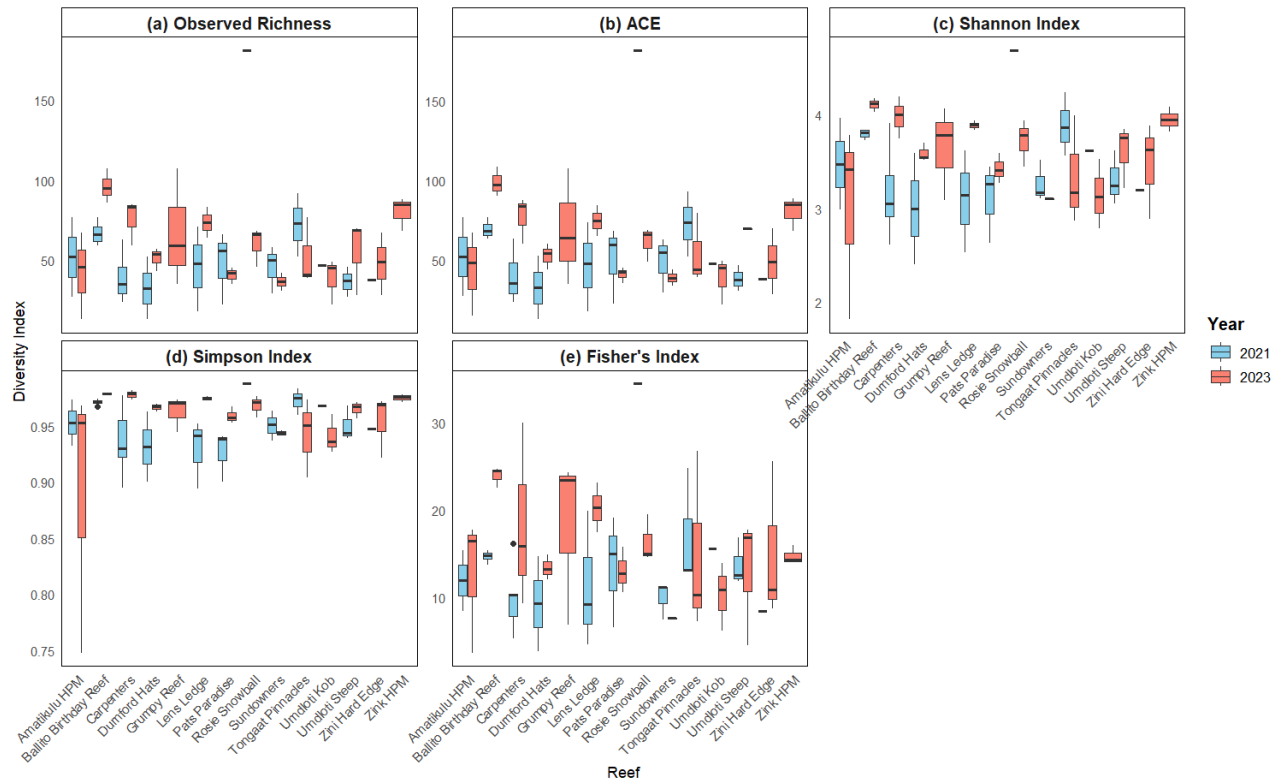 (a) Observed Richness
(b) ACE
(c) Shannon Index
150
100
50
150
100
50
4
3
2
Diversity Index
Amatikulu HPM
Ballito Birthday Reef
Carpenters
Dumford Hats
Grumpy Reef
Lens Ledge
Pats Paradise
Rosie Snowball
Sundowners
Tongaat Pinnacles
Umdloti Kob
Umdloti Steep
Zini Hard Edge
Zink HPM
Year
2021
2023
(d) Simpson Index
(e) Fisher's Index
0.95
0.90
0.85
0.80
0.75
30
20
10
Amatikulu HPM
Ballito Birthday Reef
Carpenters
Dumford Hats
Grumpy Reef
Lens Ledge
Pats Paradise
Rosie Snowball
Sundowners
Tongaat Pinnacles
Umdloti Kob
Umdloti Steep
Zini Hard Edge
Zink HPM
Amatikulu HPM
Ballito Birthday Reef
Carpenters
Dumford Hats
Grumpy Reef
Lens Ledge
Pats Paradise
Rosie Snowball
Sundowners
Tongaat Pinnacles
Umdloti Kob
Umdloti Steep
Zini Hard Edge
Zink HPM
Reef